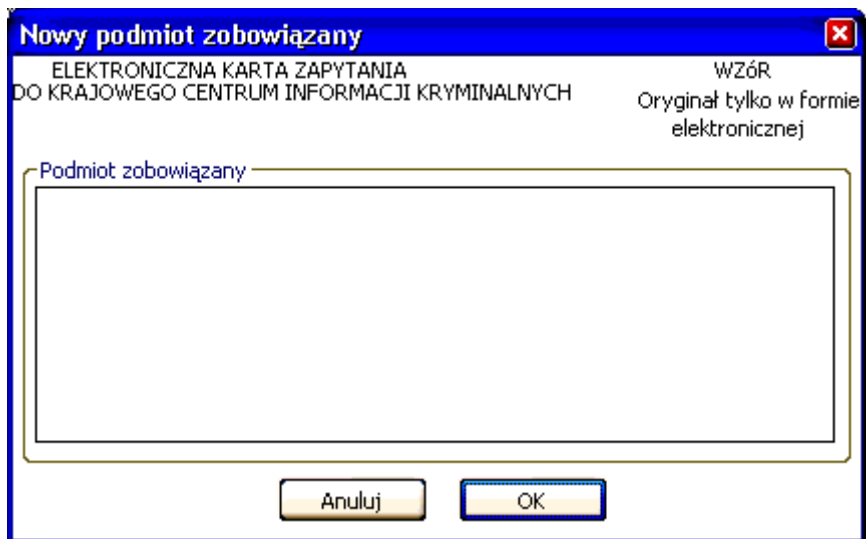 Nowy podmiot zobowiązany
ELEKTRONICZNA KARTA ZAPYTANIA
DO KRAJOWEGO CENTRUM INFORMACJI KRYMINALNYCH
WZóR
Oryginał tylko w formie
elektronicznej
Podmiot zobowiązany
Anuluj
OK